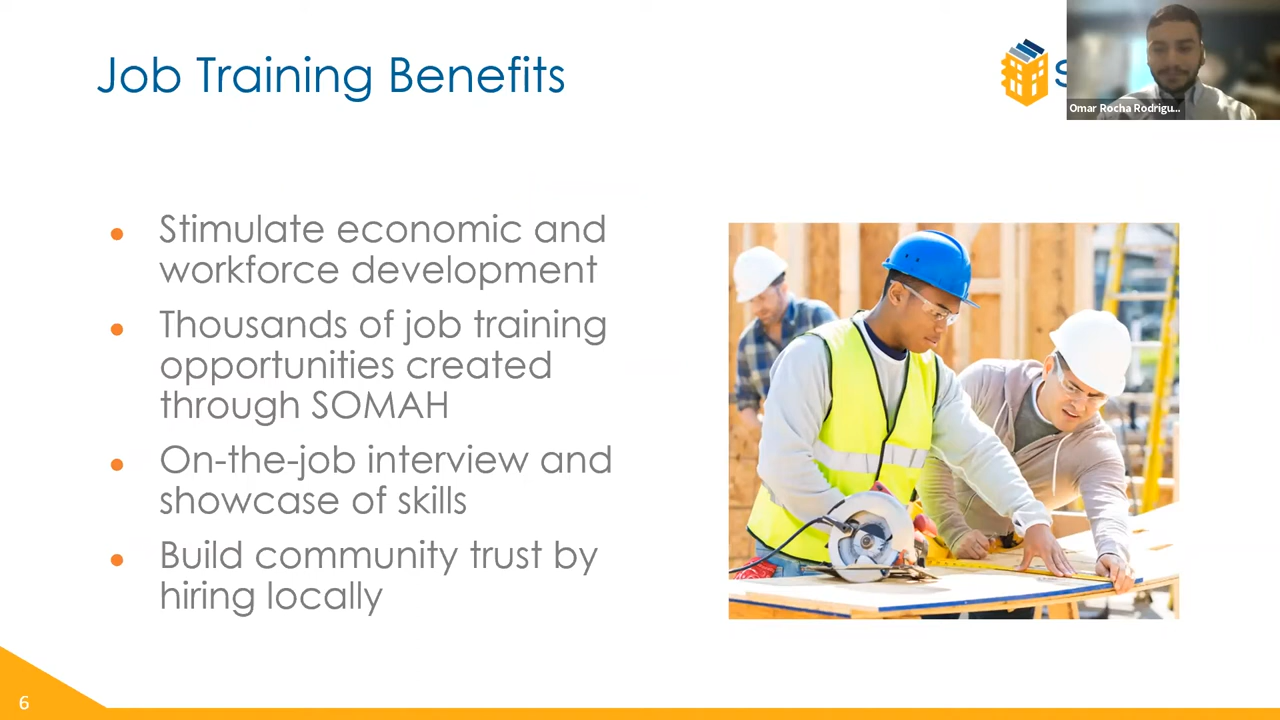 Job Training Benefits
S
Omar Rocha Rodrigu...
• Stimulate economic and
workforce development
• Thousands of job training
opportunities created
through SOMAH
• On-the-job interview and
showcase of skills
• Build community trust by
hiring locally
6